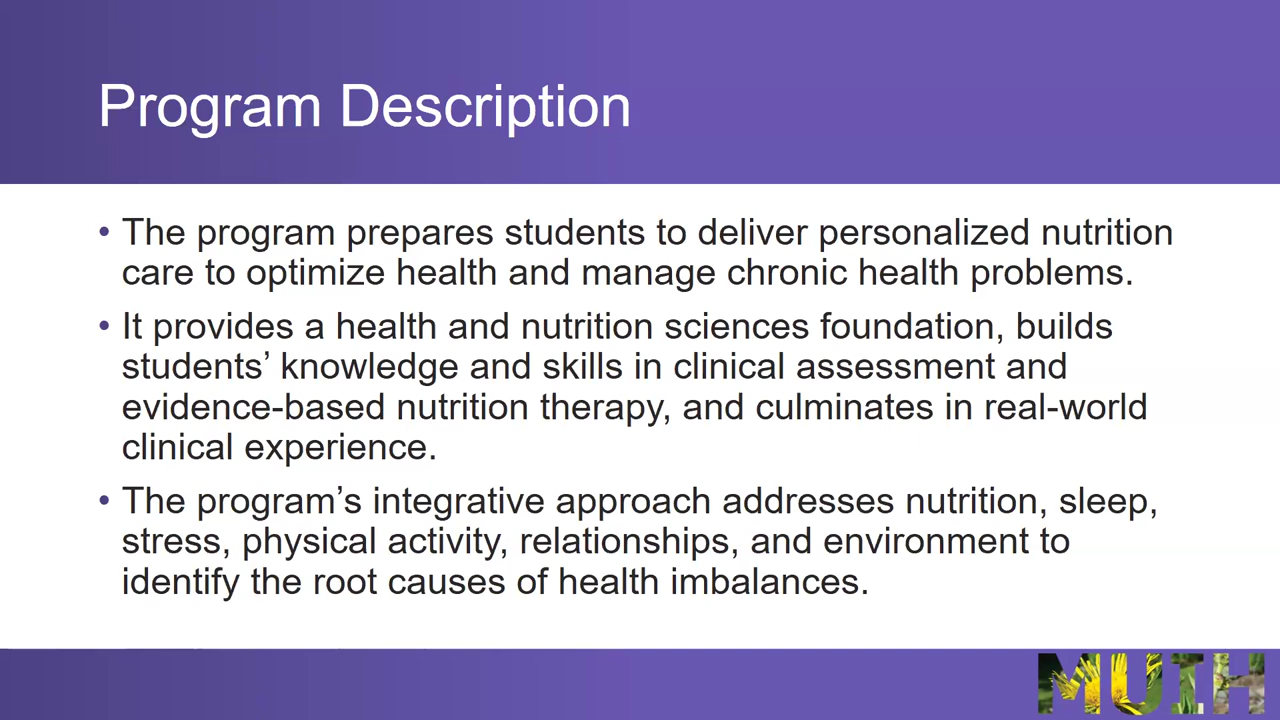 Program Description
• The program prepares students to deliver personalized nutrition
care to optimize health and manage chronic health problems.
• It provides a health and nutrition sciences foundation, builds
students’ knowledge and skills in clinical assessment and
evidence-based nutrition therapy, and culminates in real-world
clinical experience.
• The program’s integrative approach addresses nutrition, sleep,
stress, physical activity, relationships, and environment to
identify the root causes of health imbalances.
MUIH